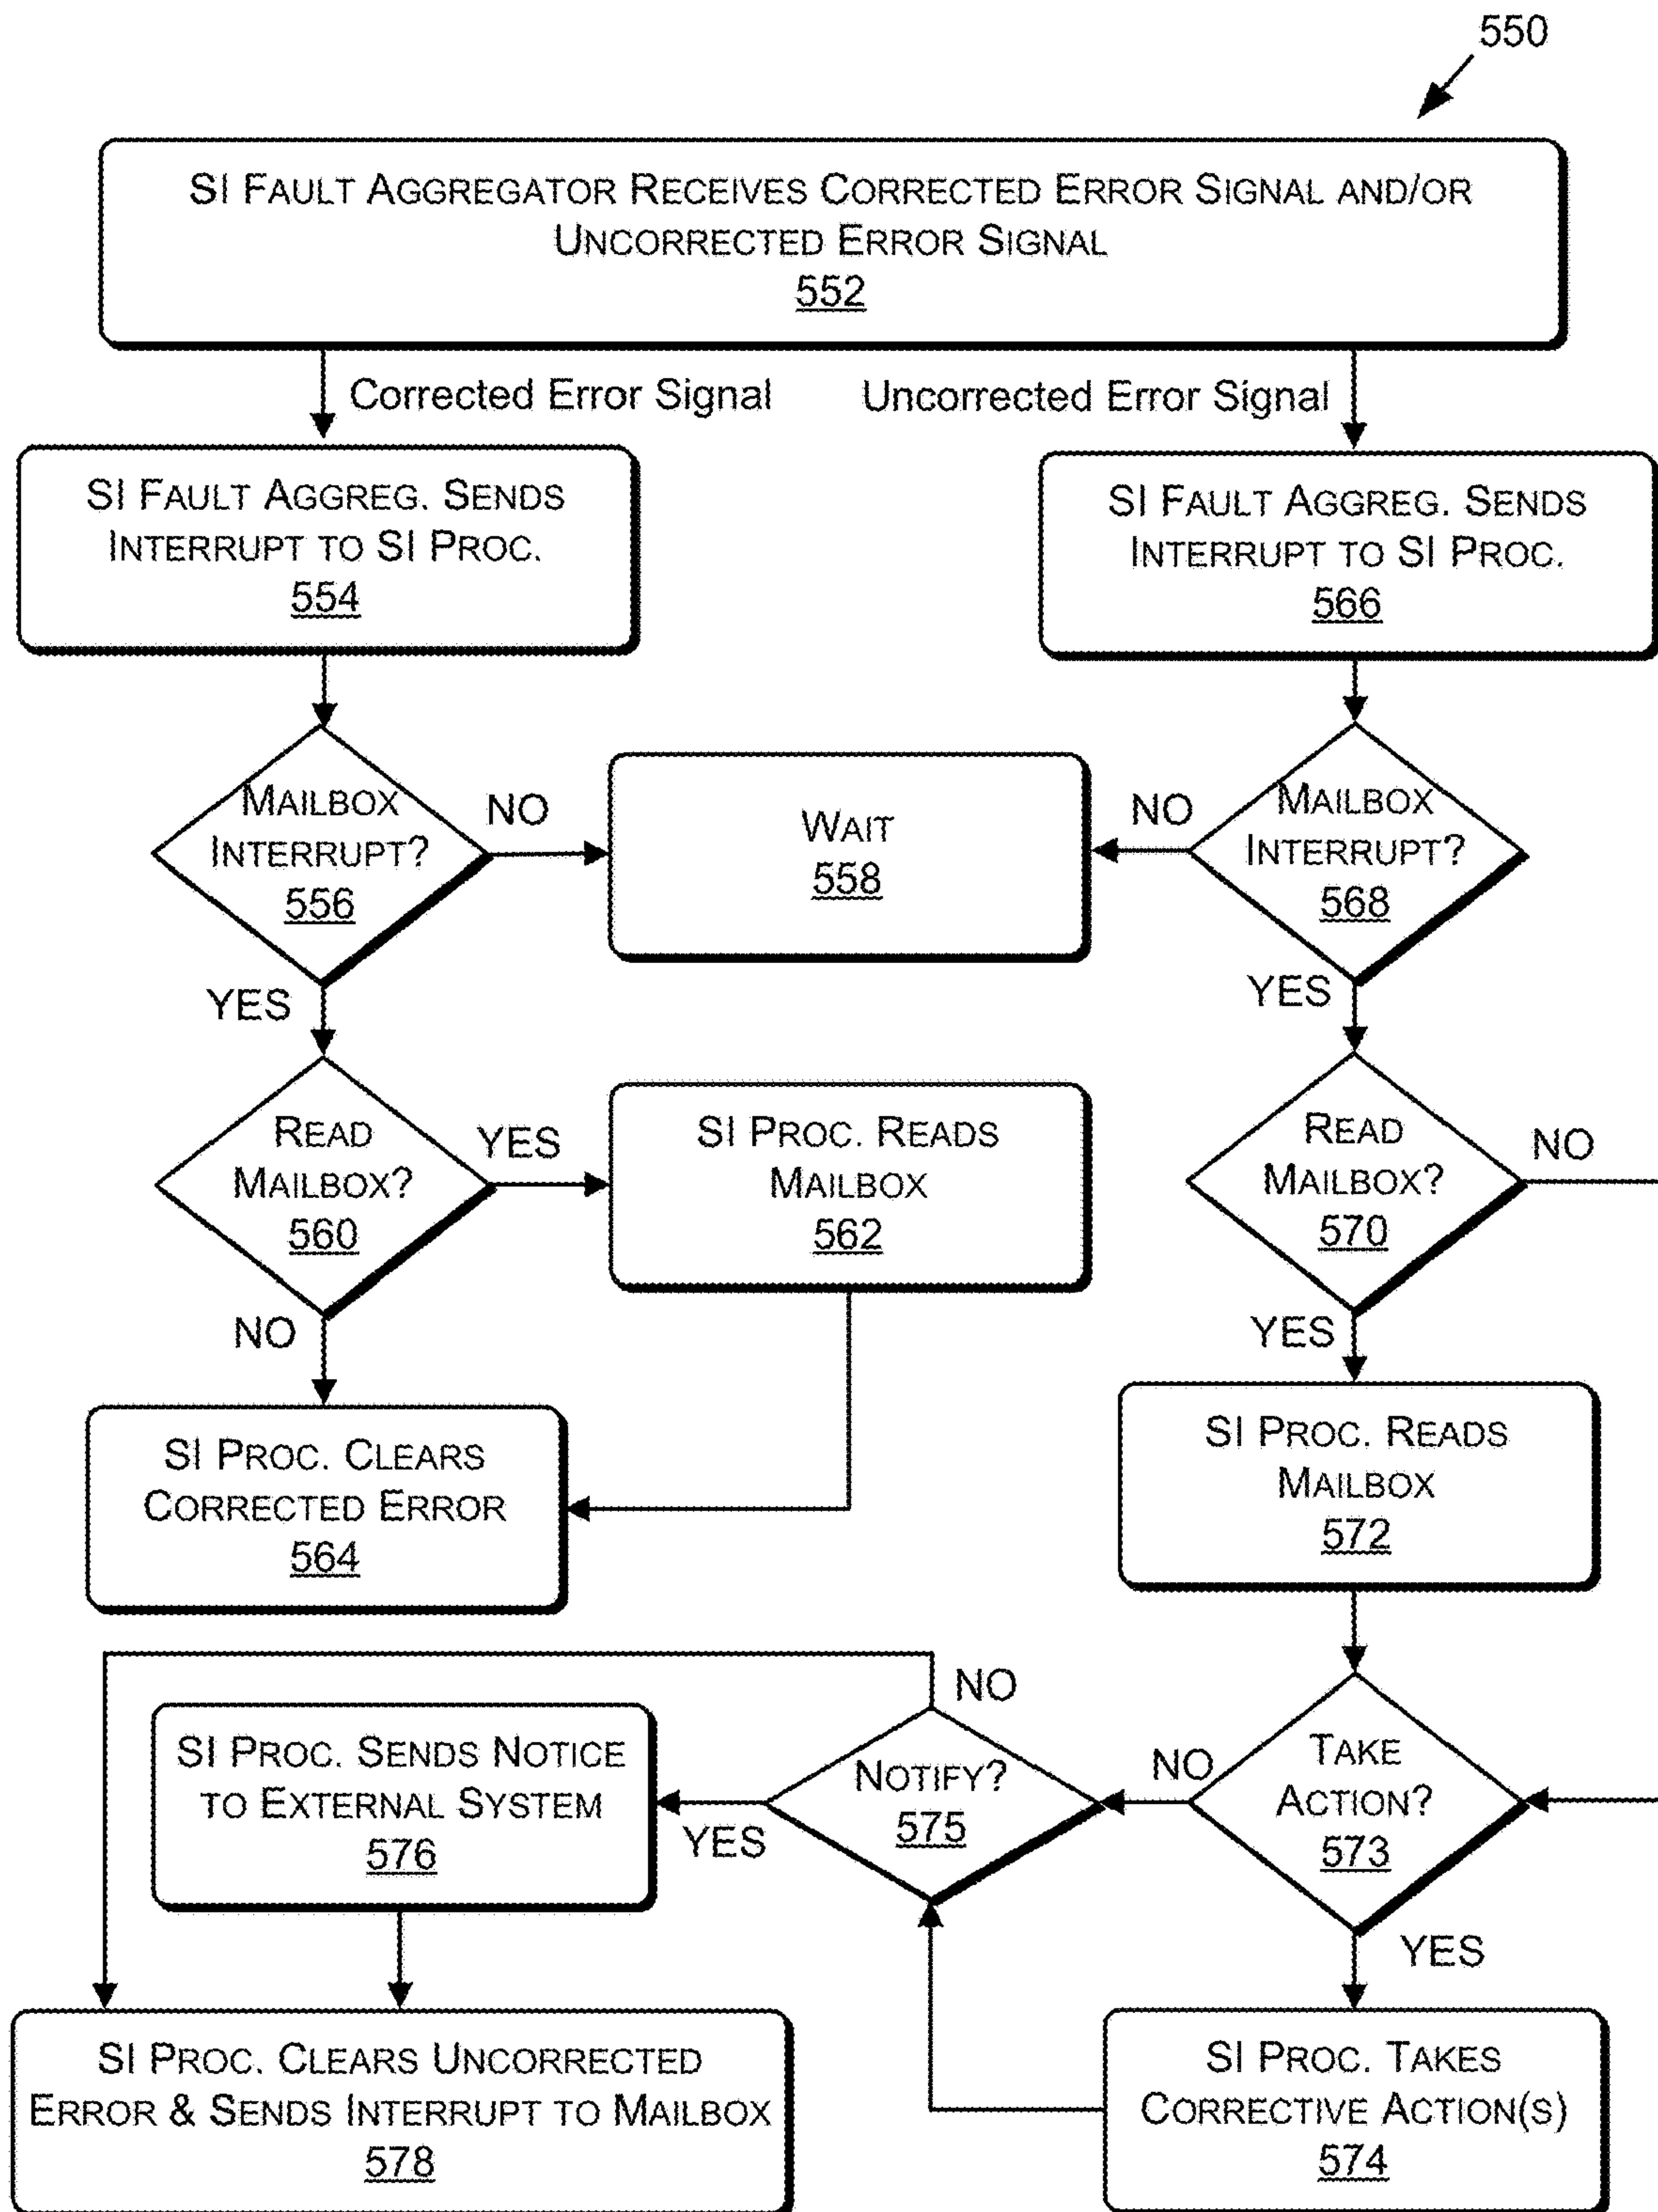 550
SI FAULT AGGREGATOR RECEIVES CORRECTED ERROR SIGNAL AND/OR
UNCORRECTED ERROR SIGNAL
552
Corrected Error Signal
Uncorrected Error Signal
SI FAULT AGGREG. SENDS
INTERRUPT TO SI PROC.
554
SI FAULT AGGREG. SENDS
INTERRUPT TO SI PROC.
566
MAILBOX
INTERRUPT?
556
NO
WAIT
558
NO
MAILBOX
INTERRUPT?
568
YES
YES
READ
MAILBOX?
560
YES
SI PROC. READS
MAILBOX
562
READ
MAILBOX?
570
NO
NO
YES
SI PROC. CLEARS
CORRECTED ERROR
564
SI PROC. READS
MAILBOX
572
NO
SI PROC. SENDS NOTICE
TO EXTERNAL SYSTEM
576
YES
NOTIFY?
575
NO
TAKE
ACTION?
573
YES
SI PROC. CLEARS UNCORRECTED
ERROR & SENDS INTERRUPT TO MAILBOX
578
SI PROC. TAKES
CORRECTIVE ACTION(S)
574